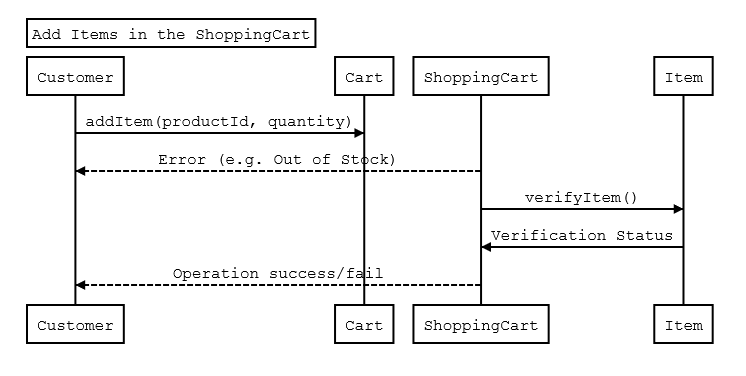 Add Items in the ShoppingCart
Customer Cart ShoppingCart Item
addItem(productId, quantity)
Error (e.g. Out of Stock)
verifyItem()
Verification Status
Operation success/fail
Customer Cart ShoppingCart Item